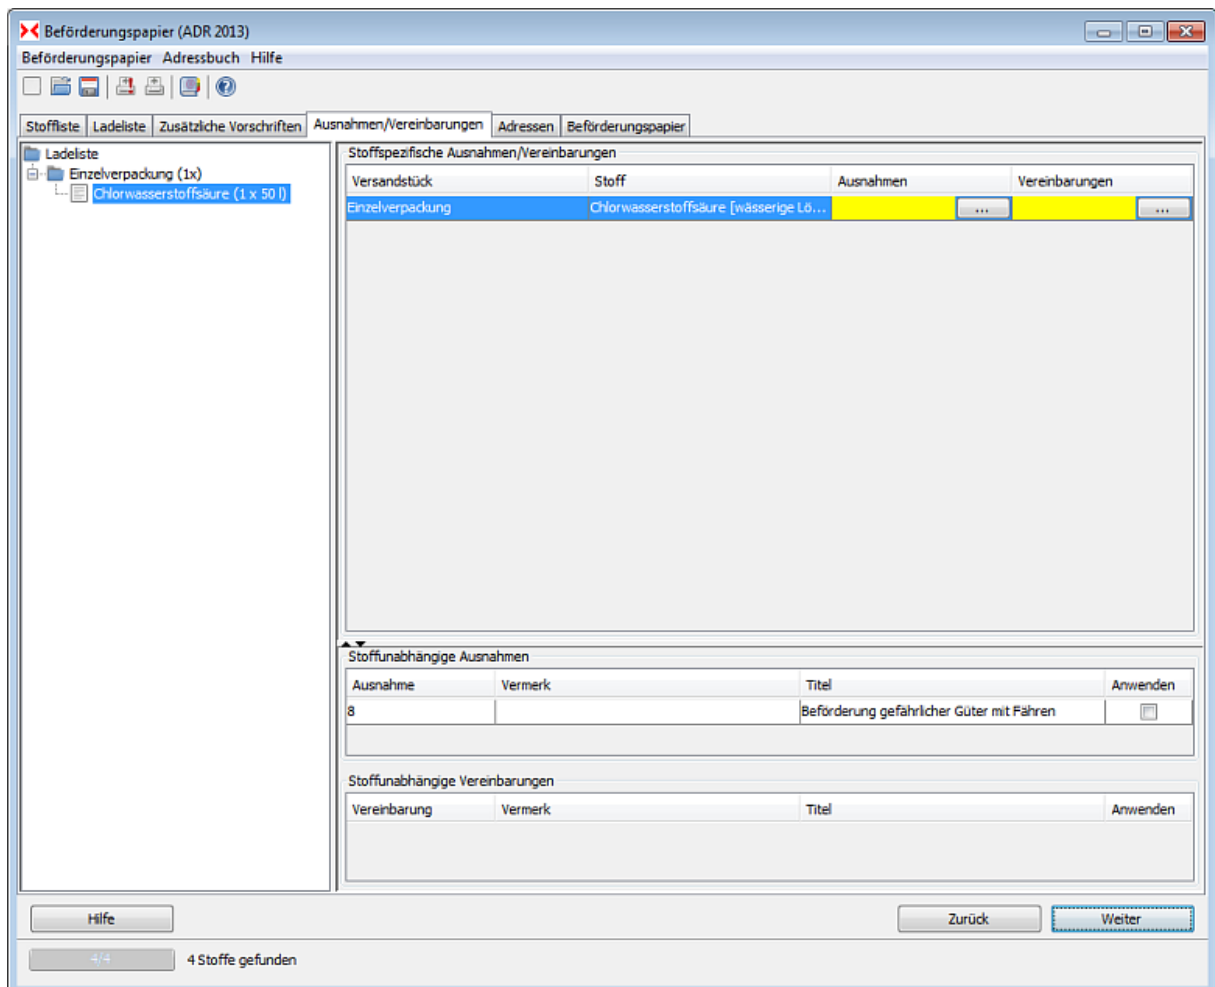 Beförderungspapier (ADR 2013)
Beförderungspapier Adressbuch Hilfe
Stoffliste Ladeliste Zusätzliche Vorschriften Ausnahmen/Vereinbarungen Adressen Beförderungspapier
Ladeliste
Einzelverpackung (1x)
Chlorwasserstoffsäure (1 x 50 l)
Stoffspezifische Ausnahmen/Vereinbarungen
Versandstück Stoff Ausnahmen Vereinbarungen
Einzelverpackung Chlorwasserstoffsäure [wässerige Lö... ... ...
Stoffunabhängige Ausnahmen
Ausnahme Vermerk Titel Anwenden
8 Beförderung gefährlicher Güter mit Fähren
Stoffunabhängige Vereinbarungen
Vereinbarung Vermerk Titel Anwenden
Hilfe Zurück Weiter
4/4 4 Stoffe gefunden